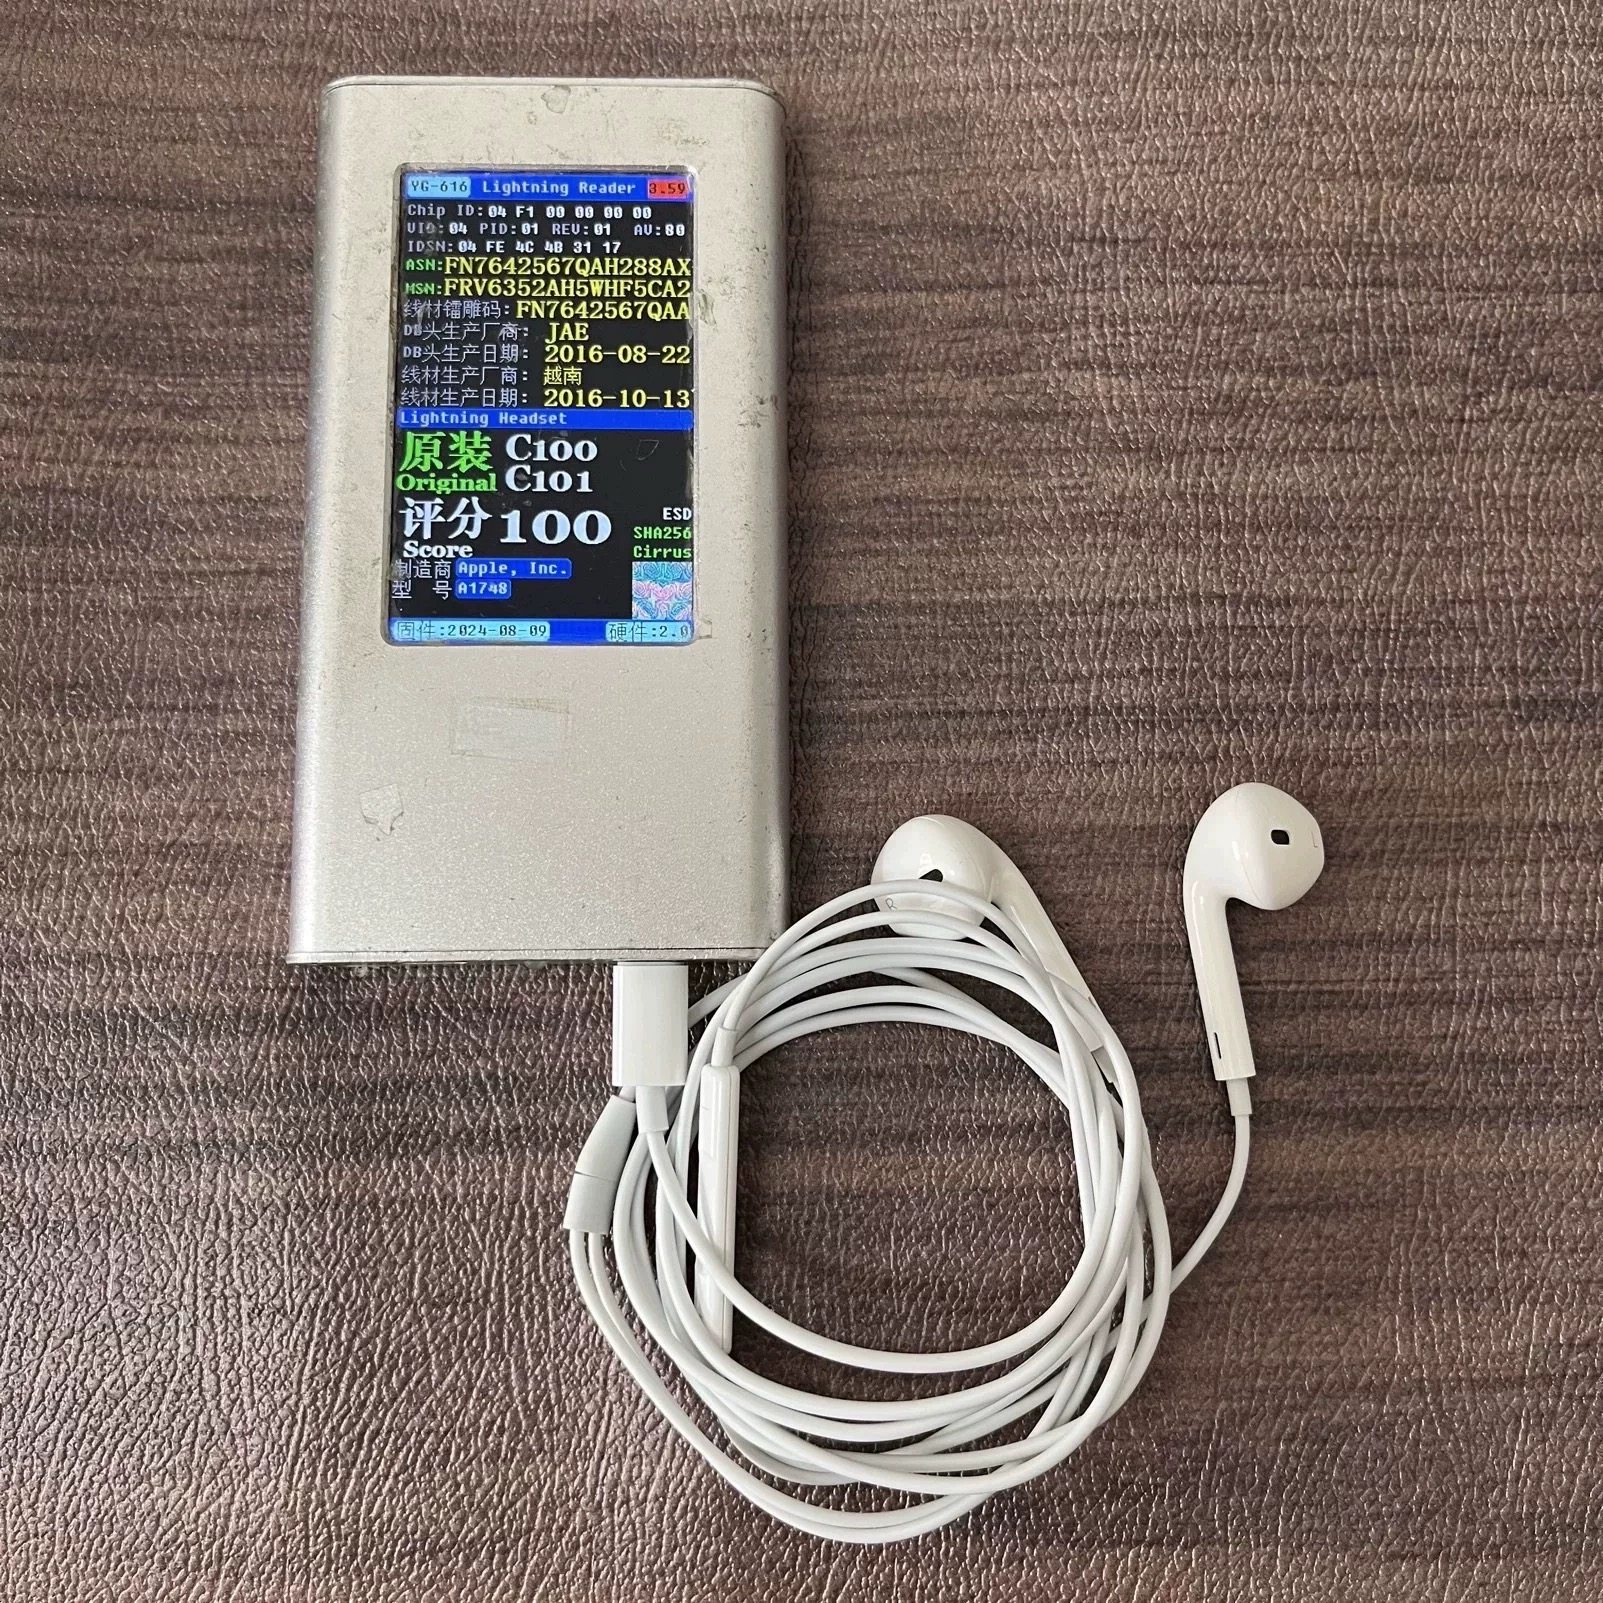 YG-616 Lightning Reader 3.59
Chip ID:04 F1 00 00 00 00
VID:04 PID:01 REV:01 AV:80
IDSN:04 FE 4C 4B 31 17
ASN:FN7642567QAH288AX
MSN:FRV6352AH5WHF5CA2
线材镭雕码:FN7642567QAA
DB头生产厂商: JAE
DB头生产日期: 2016-08-22
线材生产厂商: 越南
线材生产日期: 2016-10-13
Lightning Headset
原装 C100
Original C101
评分 100
Score
ESD
SHA256
Cirrus
制造商 Apple, Inc.
型 号 A1748
固件:2024-08-09 硬件:2.0
R
L